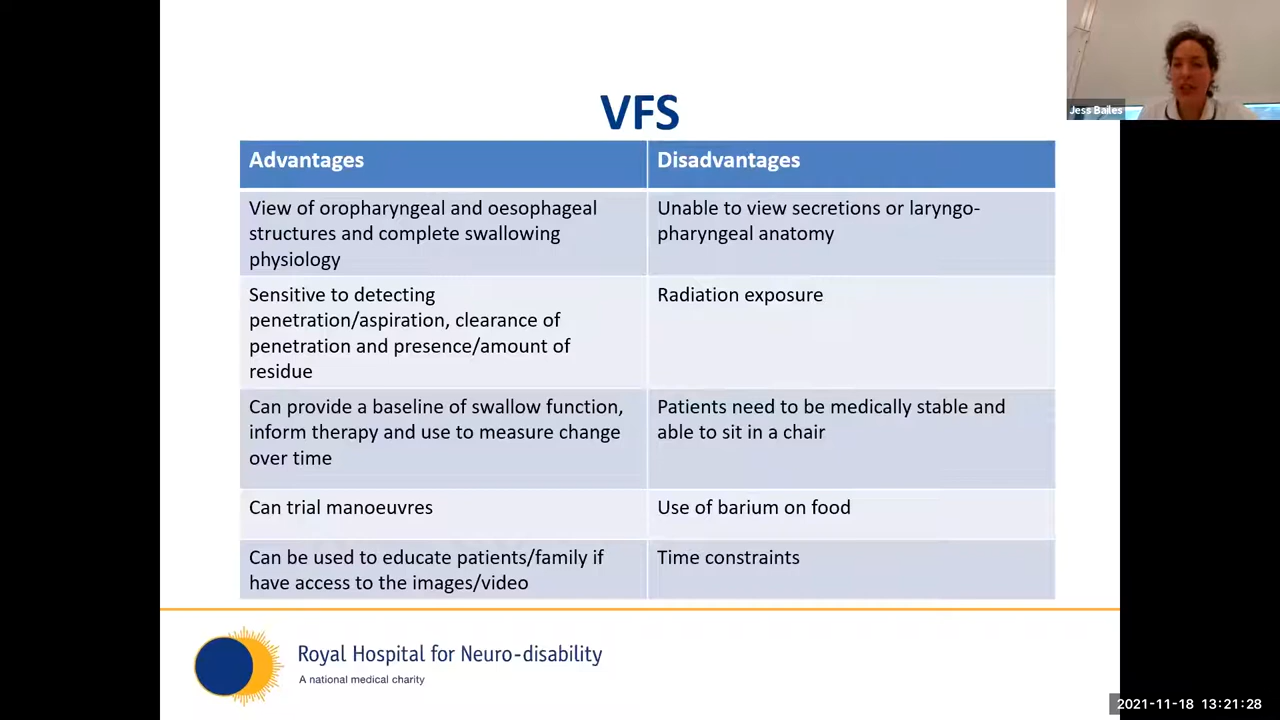 VFS
Advantages
Disadvantages
View of oropharyngeal and oesophageal
structures and complete swallowing
physiology
Unable to view secretions or laryngo-
pharyngeal anatomy
Sensitive to detecting
penetration/aspiration, clearance of
penetration and presence/amount of
residue
Radiation exposure
Can provide a baseline of swallow function,
inform therapy and use to measure change
over time
Patients need to be medically stable and
able to sit in a chair
Can trial manoeuvres
Use of barium on food
Can be used to educate patients/family if
have access to the images/video
Time constraints
Royal Hospital for Neuro-disability
A national medical charity
Jess Bailes
2021-11-18 13:21:28